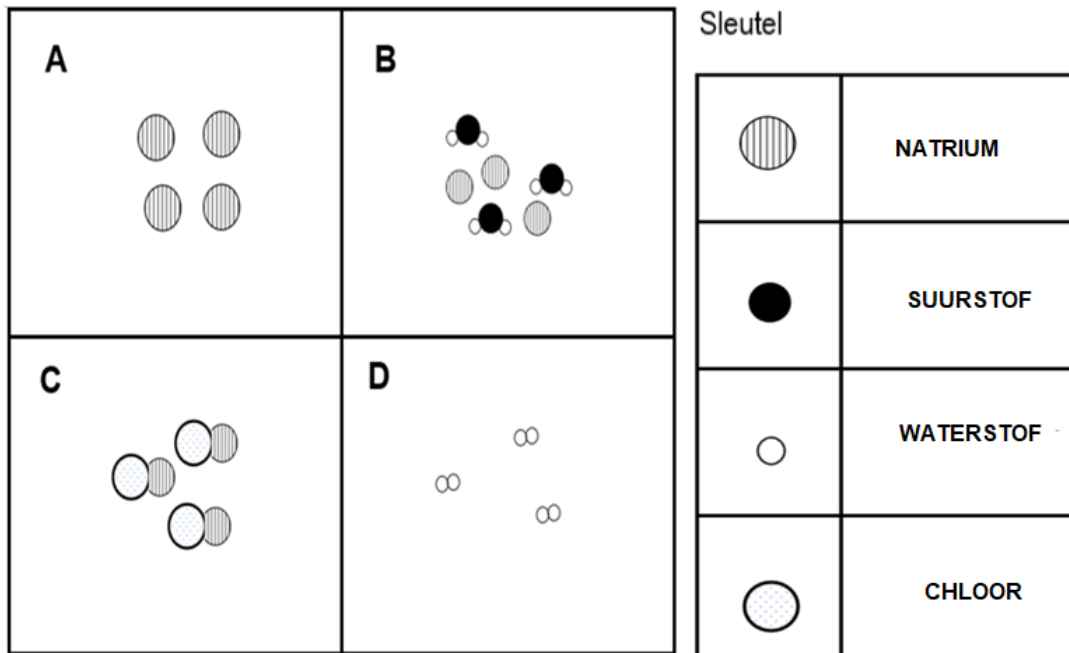 Sleutel
A
B
NATRIUM
SUURSTOF
C
D
WATERSTOF
CHLOOR